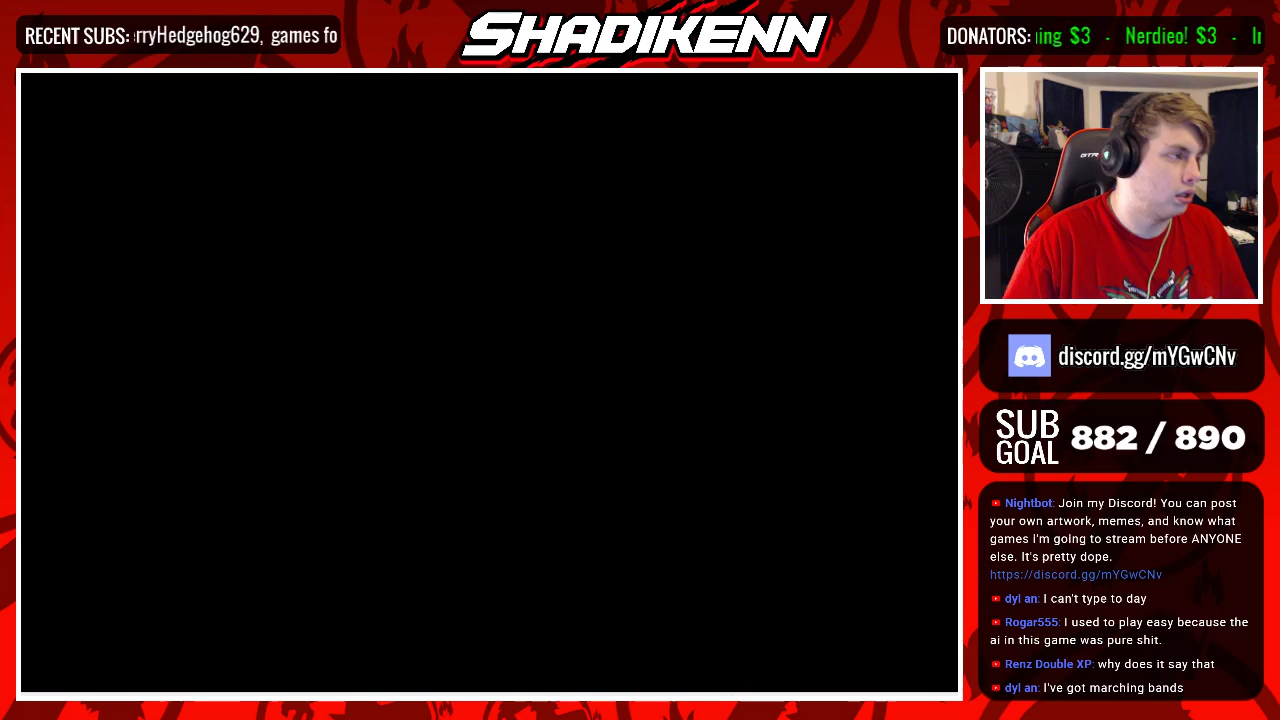 RECENT SUBS: rryHedgehog629, games fo
SHADIKENN
DONATORS: ing $3 - Nerdieo! $3 - I
GTR
discord.gg/mYGwCNv
SUB GOAL 882 / 890
Nightbot: Join my Discord! You can post
your own artwork, memes, and know what
games I'm going to stream before ANYONE
else. It's pretty dope.
https://discord.gg/mYGwCNv
dyl an: I can't type to day
Rogar555: I used to play easy because the
ai in this game was pure shit.
Renz Double XP: why does it say that
dyl an: I've got marching bands